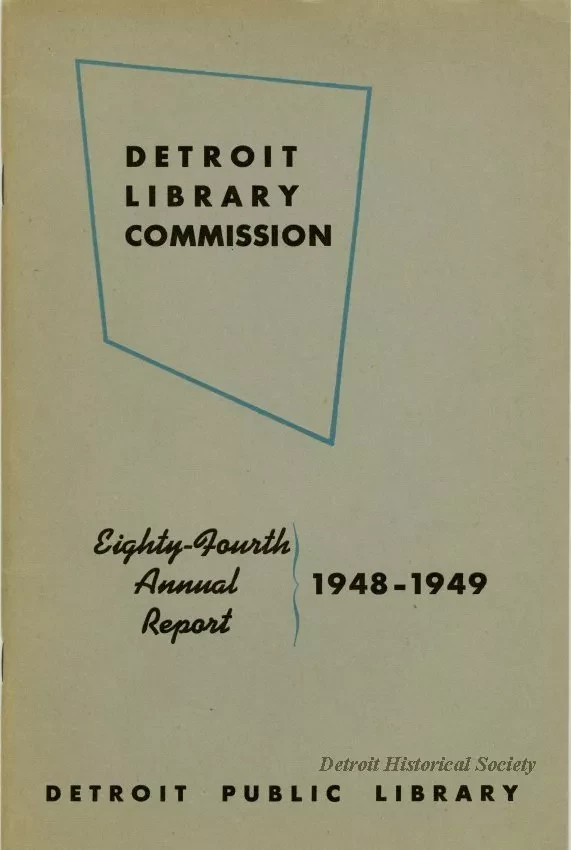 DETROIT
LIBRARY
COMMISSION
Eighty-Fourth
Annual
Report
1948-1949
Detroit Historical Society
DETROIT PUBLIC LIBRARY